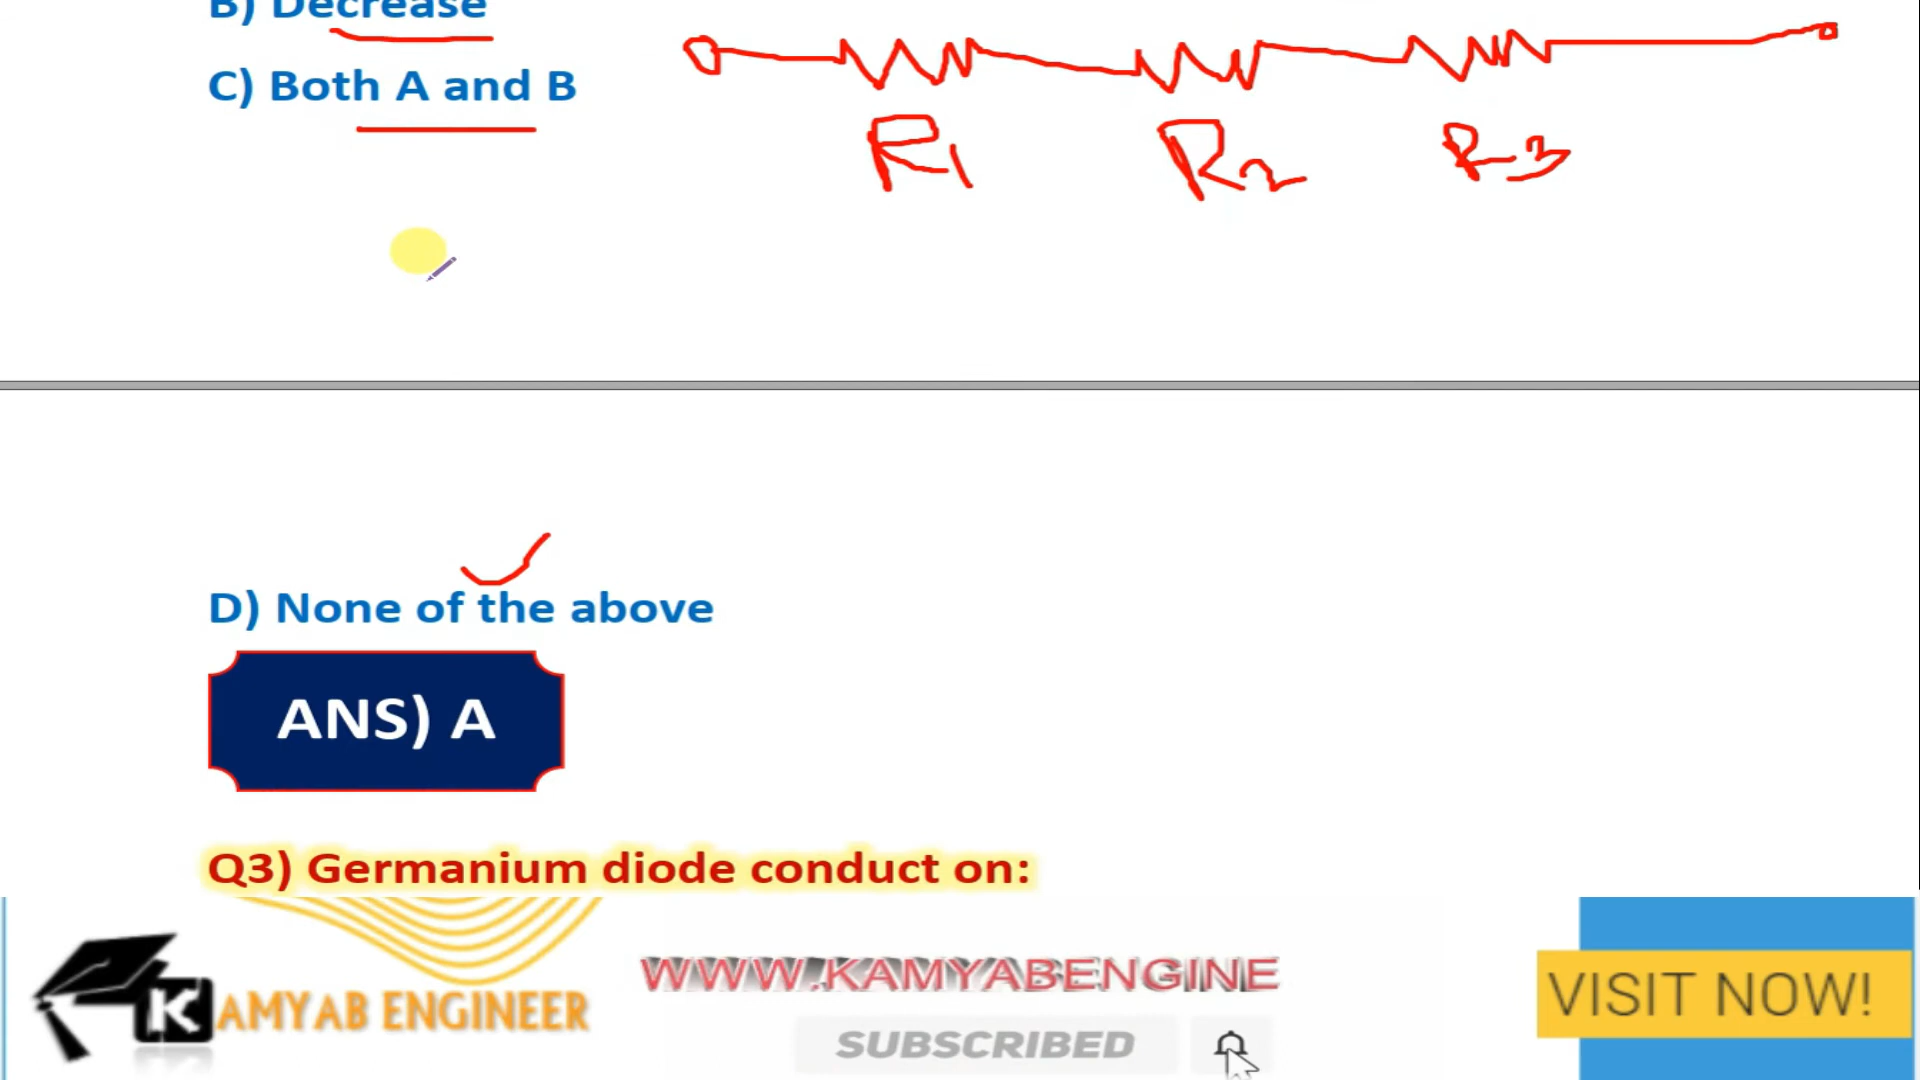 B) Decrease
C) Both A and B
R1 R2 R3
D) None of the above
ANS) A
Q3) Germanium diode conduct on:
KAMYAB ENGINEER
WWW.KAMYABENGINE
SUBSCRIBED
VISIT NOW!